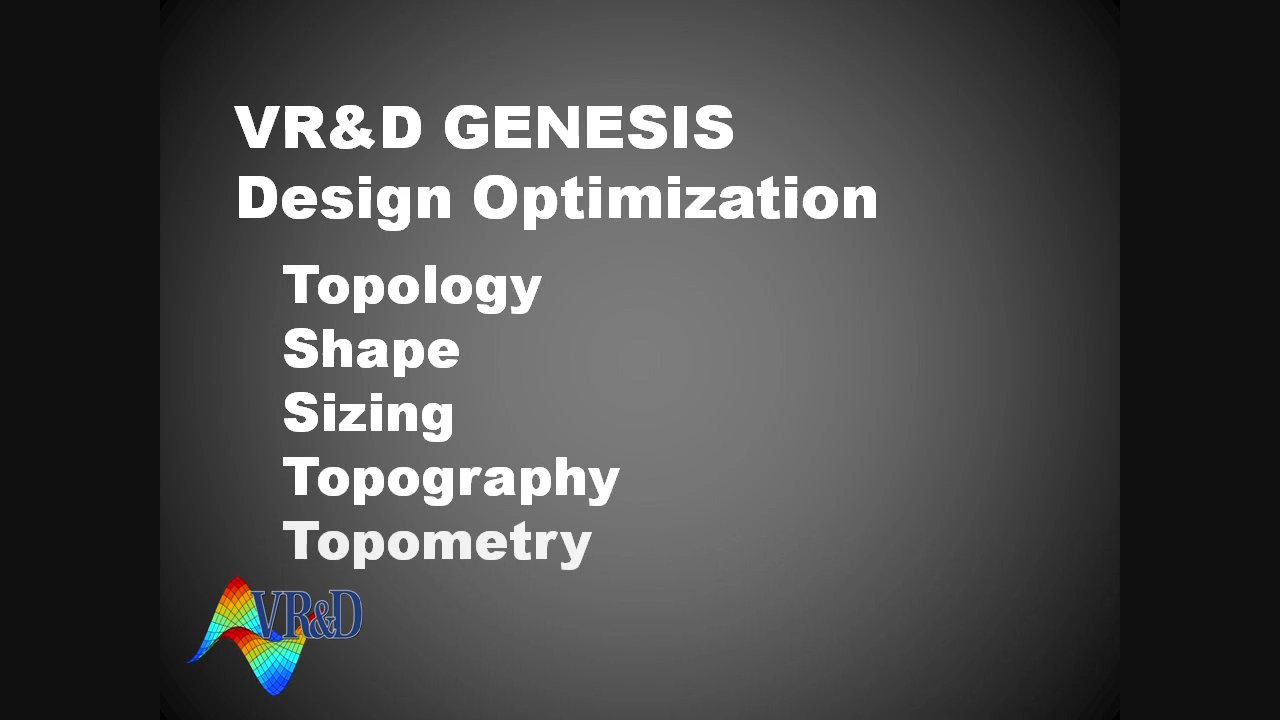 VR&D GENESIS
Design Optimization
Topology
Shape
Sizing
Topography
Topometry
VR&D